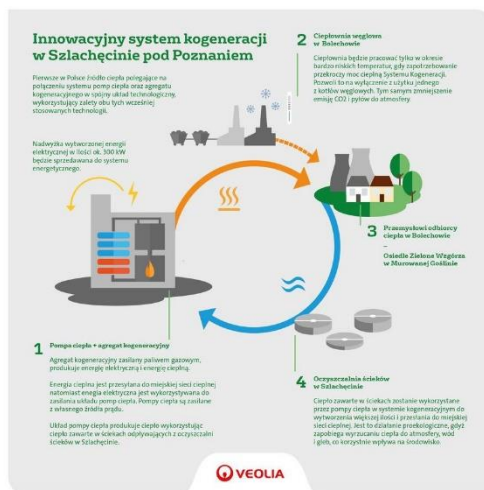 Innowacyjny system kogeneracji
w Szlachęcinie pod Poznaniem
Pierwsze w Polsce źródło ciepła polegające na
połączeniu systemu pomp ciepła oraz agregatu
kogeneracyjnego w spójny układ technologiczny,
wykorzystujący zalety obu tych wcześniej
stosowanych technologii.
Nadwyżka wytworzonej energii
elektrycznej w ilości ok. 300 kW
będzie sprzedawana do systemu
energetycznego.
2 Ciepłownia węglowa
w Bolechowie
Ciepłownia będzie pracować tylko w okresie
bardzo niskich temperatur, gdy zapotrzebowanie
przekroczy moc cieplną Systemu Kogeneracji.
Pozwoli to na wyłączenie z użytku jednego
z kotłów węglowych. Tym samym zmniejszenie
emisję CO2 i pyłów do atmosfery.
3 Przemysłowi odbiorcy
ciepła w Bolechowie
–
Osiedle Zielone Wzgórza
w Murowanej Goślinie
1 Pompa ciepła + agregat kogeneracyjny
Agregat kogeneracyjny zasilany paliwem gazowym,
produkuje energię elektryczną i energię cieplną.
Energia cieplna jest przesyłana do miejskiej sieci cieplnej
natomiast energia elektryczna jest wykorzystywana do
zasilania układu pomp ciepła. Pompy ciepła są zasilane
z własnego źródła prądu.
Układ pompy ciepła produkuje ciepło wykorzystując
ciepło zawarte w ściekach odpływających z oczyszczalni
ścieków w Szlachęcinie.
4 Oczyszczalnia ścieków
w Szlachęcinie
Ciepło zawarte w ściekach zostanie wykorzystane
przez pompy ciepła w systemie kogeneracyjnym do
wytworzenia większej ilości i przesłania do miejskiej
sieci cieplnej. Jest to działanie proekologiczne, gdyż
zapobiega wyrzucaniu ciepła do atmosfery, wód
i gleb, co korzystnie wpływa na środowisko.
VEOLIA